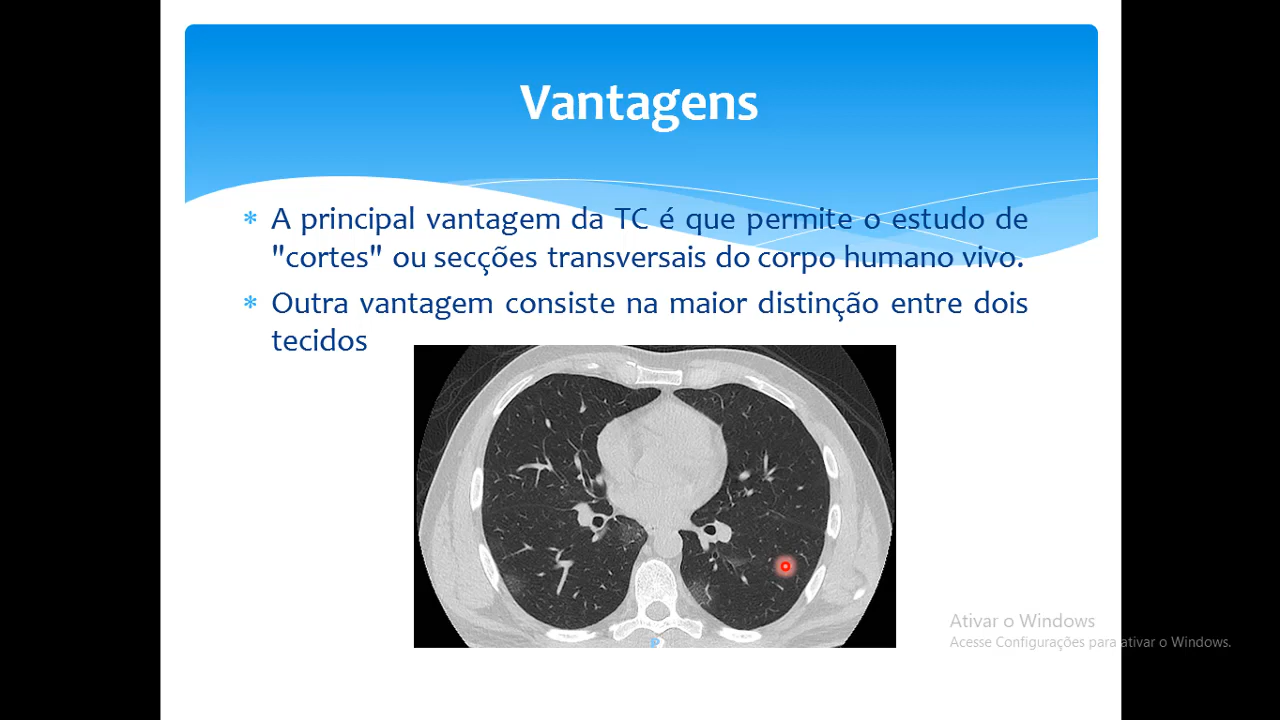 Vantagens
* A principal vantagem da TC é que permite o estudo de
"cortes" ou secções transversais do corpo humano vivo.
* Outra vantagem consiste na maior distinção entre dois
tecidos
Ativar o Windows
Acesse Configurações para ativar o Windows.